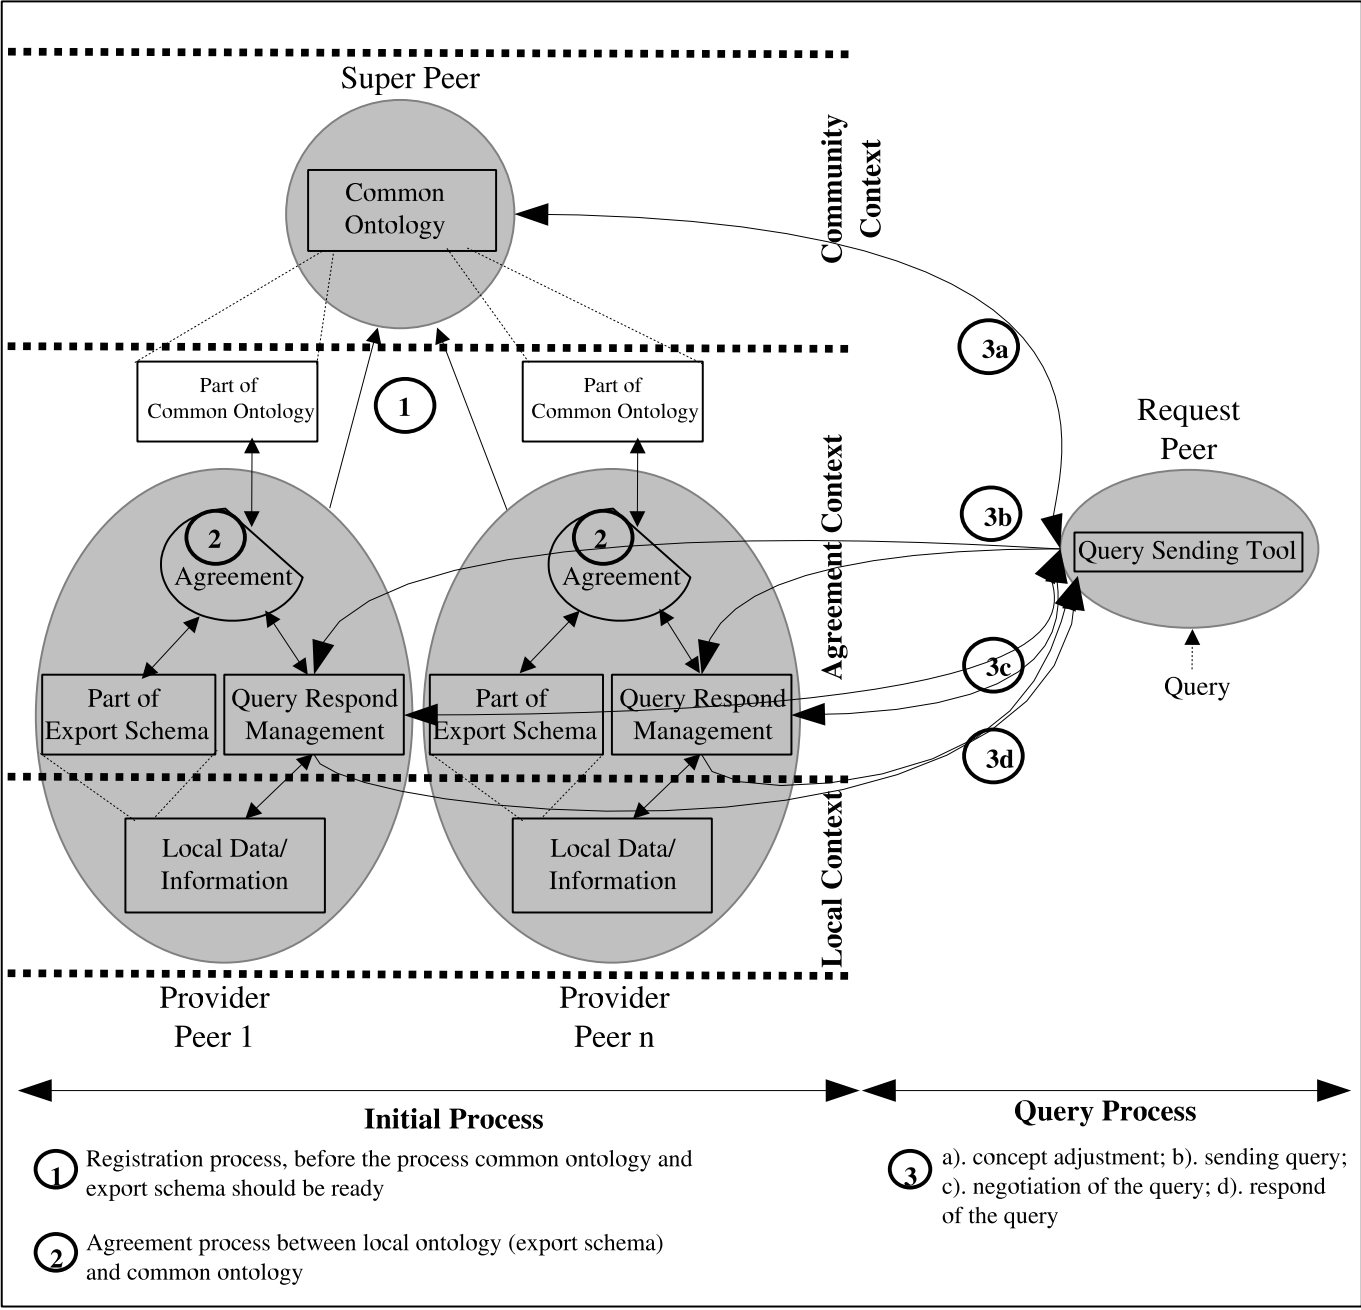 Super Peer
Common
Ontology
Community
Context
3a
Part of
Common Ontology
1
Part of
Common Ontology
Request
Peer
Agreement Context
3b
2
Agreement
2
Agreement
Query Sending Tool
3c
Query
Part of
Export Schema
Query Respond
Management
Part of
Export Schema
Query Respond
Management
3d
Local Context
Local Data/
Information
Local Data/
Information
Provider
Peer 1
Provider
Peer n
Initial Process
Query Process
1
Registration process, before the process common ontology and
export schema should be ready
2
Agreement process between local ontology (export schema)
and common ontology
3
a). concept adjustment; b). sending query;
c). negotiation of the query; d). respond
of the query